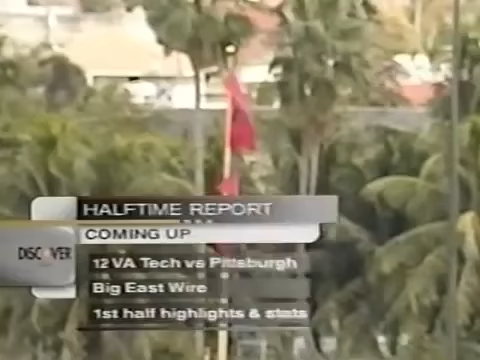 HALFTIME REPORT
COMING UP
DISCOVER
12 VA Tech vs Pittsburgh
Big East Wire
1st half highlights & stats